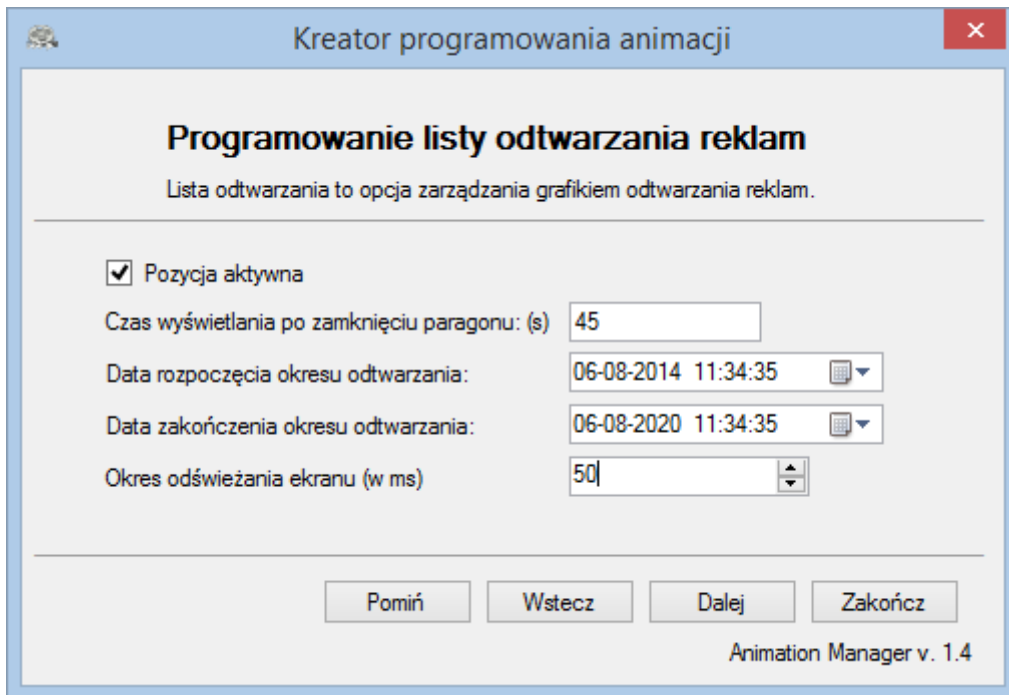 Kreator programowania animacji
Programowanie listy odtwarzania reklam
Lista odtwarzania to opcja zarządzania grafikiem odtwarzania reklam.
Pozycja aktywna
Czas wyświetlania po zamknięciu paragonu: (s) 45
Data rozpoczęcia okresu odtwarzania: 06-08-2014 11:34:35
Data zakończenia okresu odtwarzania: 06-08-2020 11:34:35
Okres odświeżania ekranu (w ms) 50
Pomiń Wstecz Dalej Zakończ
Animation Manager v. 1.4